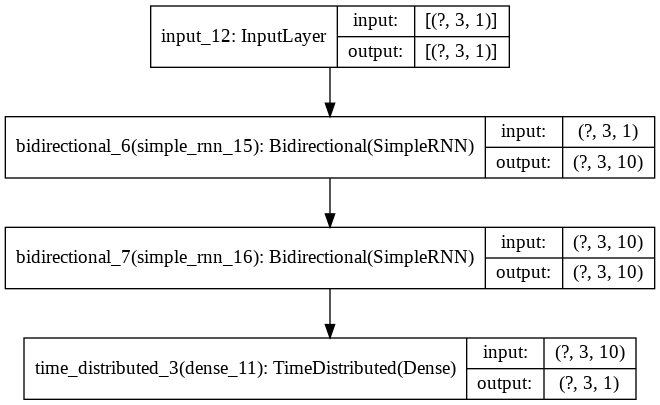 input_12: InputLayer
input: [(?, 3, 1)]
output: [(?, 3, 1)]
bidirectional_6(simple_rnn_15): Bidirectional(SimpleRNN)
input: (?, 3, 1)
output: (?, 3, 10)
bidirectional_7(simple_rnn_16): Bidirectional(SimpleRNN)
input: (?, 3, 10)
output: (?, 3, 10)
time_distributed_3(dense_11): TimeDistributed(Dense)
input: (?, 3, 10)
output: (?, 3, 1)